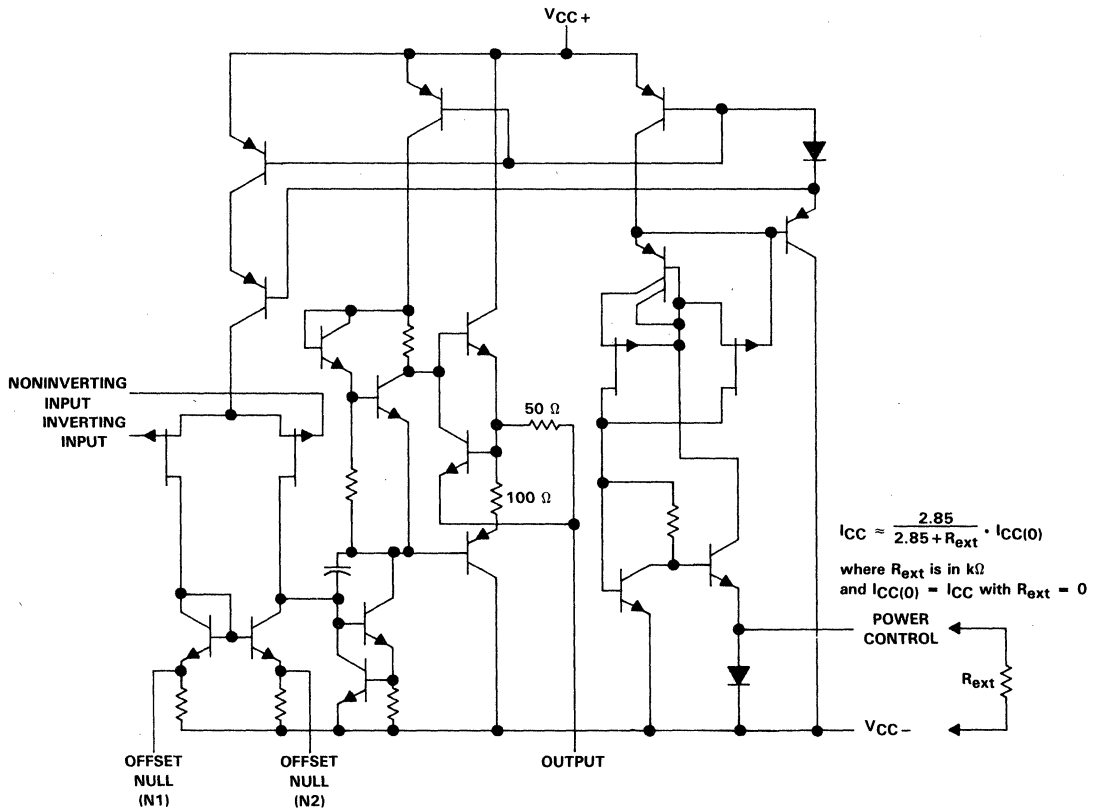 VCC+
NONINVERTING
INPUT
INVERTING
INPUT
50 Ω
100 Ω
ICC ≈ 2.85 / 2.85 + Rext · ICC(0)
where Rext is in kΩ
and ICC(0) = ICC with Rext = 0
POWER
CONTROL
Rext
VCC−
OFFSET
NULL
(N1)
OFFSET
NULL
(N2)
OUTPUT